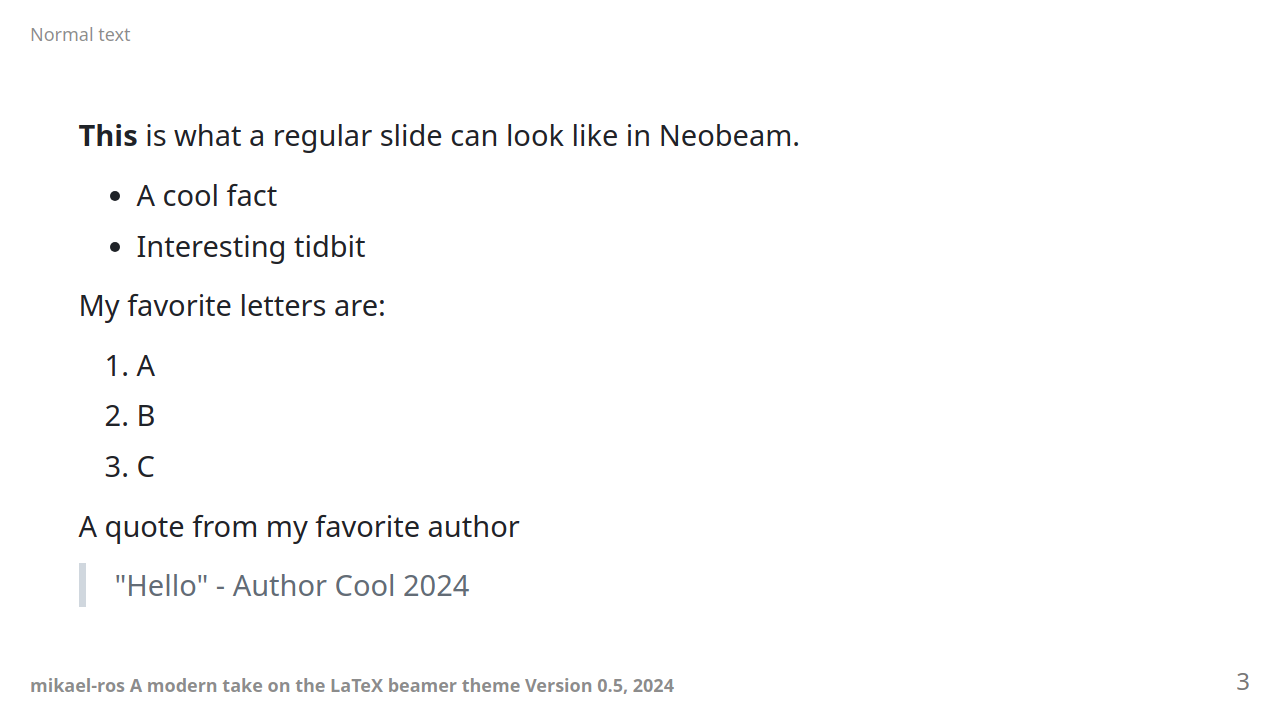 Normal text
This is what a regular slide can look like in Neobeam.
• A cool fact
• Interesting tidbit
My favorite letters are:
1. A
2. B
3. C
A quote from my favorite author
"Hello" - Author Cool 2024
mikael-ros A modern take on the LaTeX beamer theme Version 0.5, 2024
3